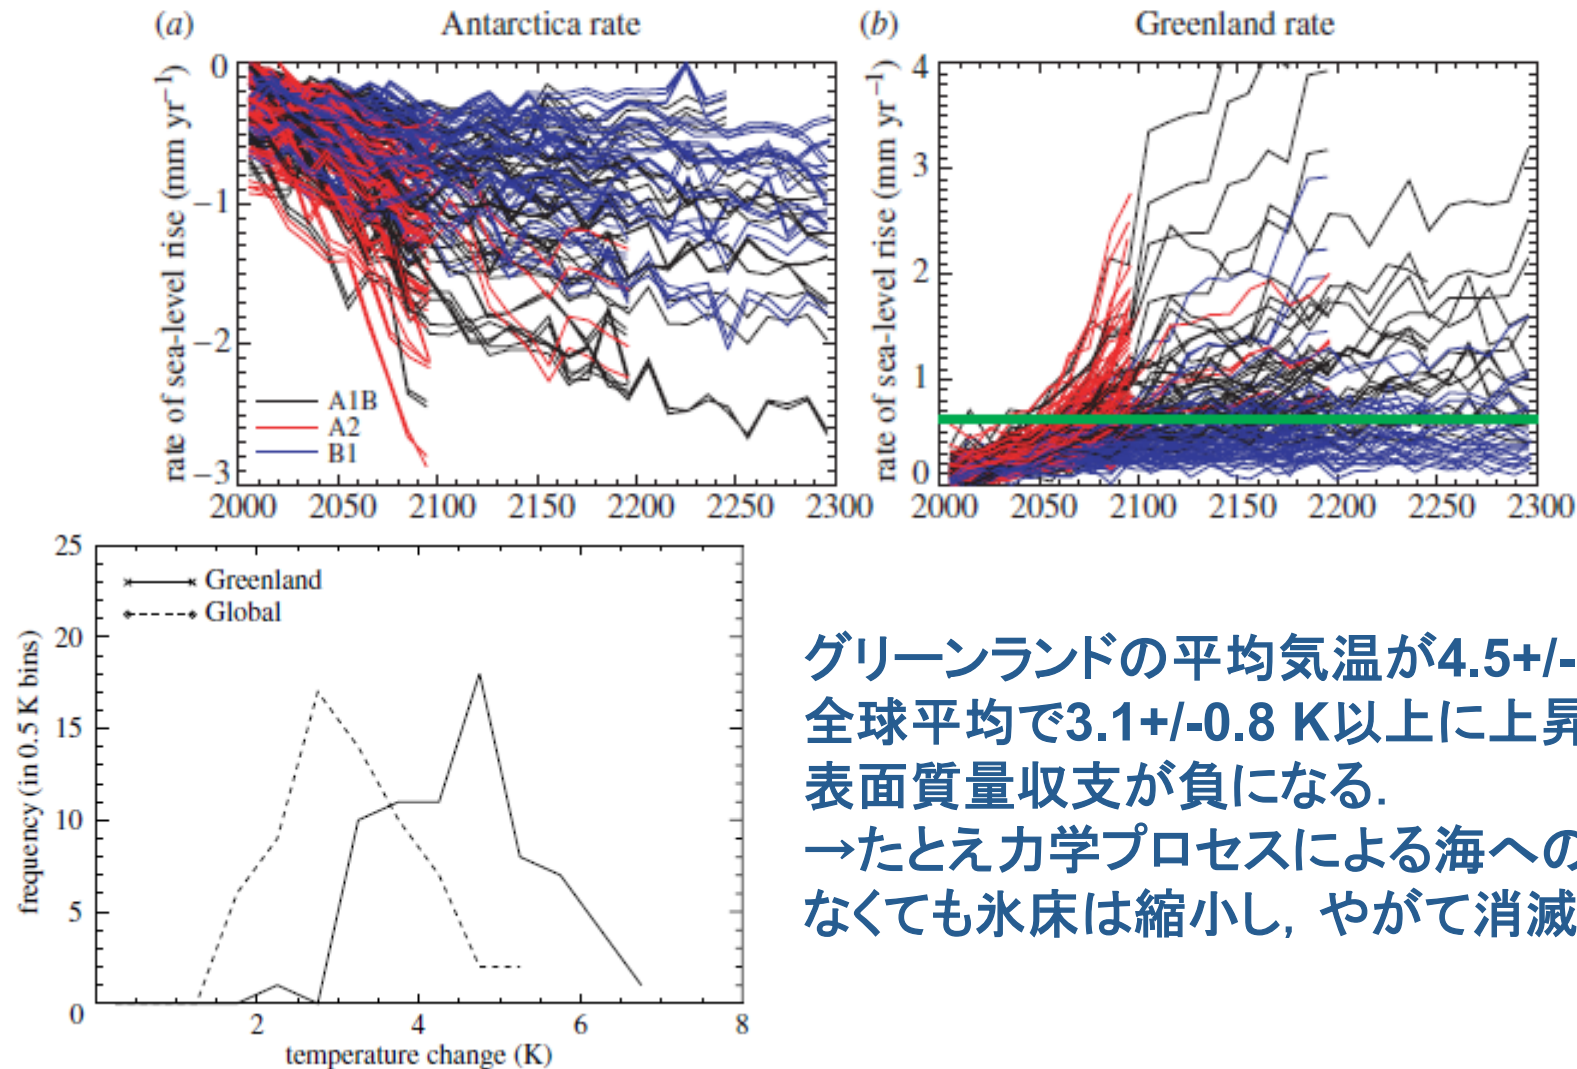 (a) Antarctica rate
rate of sea-level rise (mm yr⁻¹)
0
−1
−2
−3
A1B
A2
B1
2000 2050 2100 2150 2200 2250 2300
(b) Greenland rate
rate of sea-level rise (mm yr⁻¹)
4
3
2
1
0
2000 2050 2100 2150 2200 2250 2300
frequency (in 0.5 K bins)
25
20
15
10
5
0
Greenland
Global
2 4 6 8
temperature change (K)
グリーンランドの平均気温が4.5+/-
全球平均で3.1+/-0.8 K以上に上昇
表面質量収支が負になる.
→たとえ力学プロセスによる海への
なくても氷床は縮小し, やがて消滅